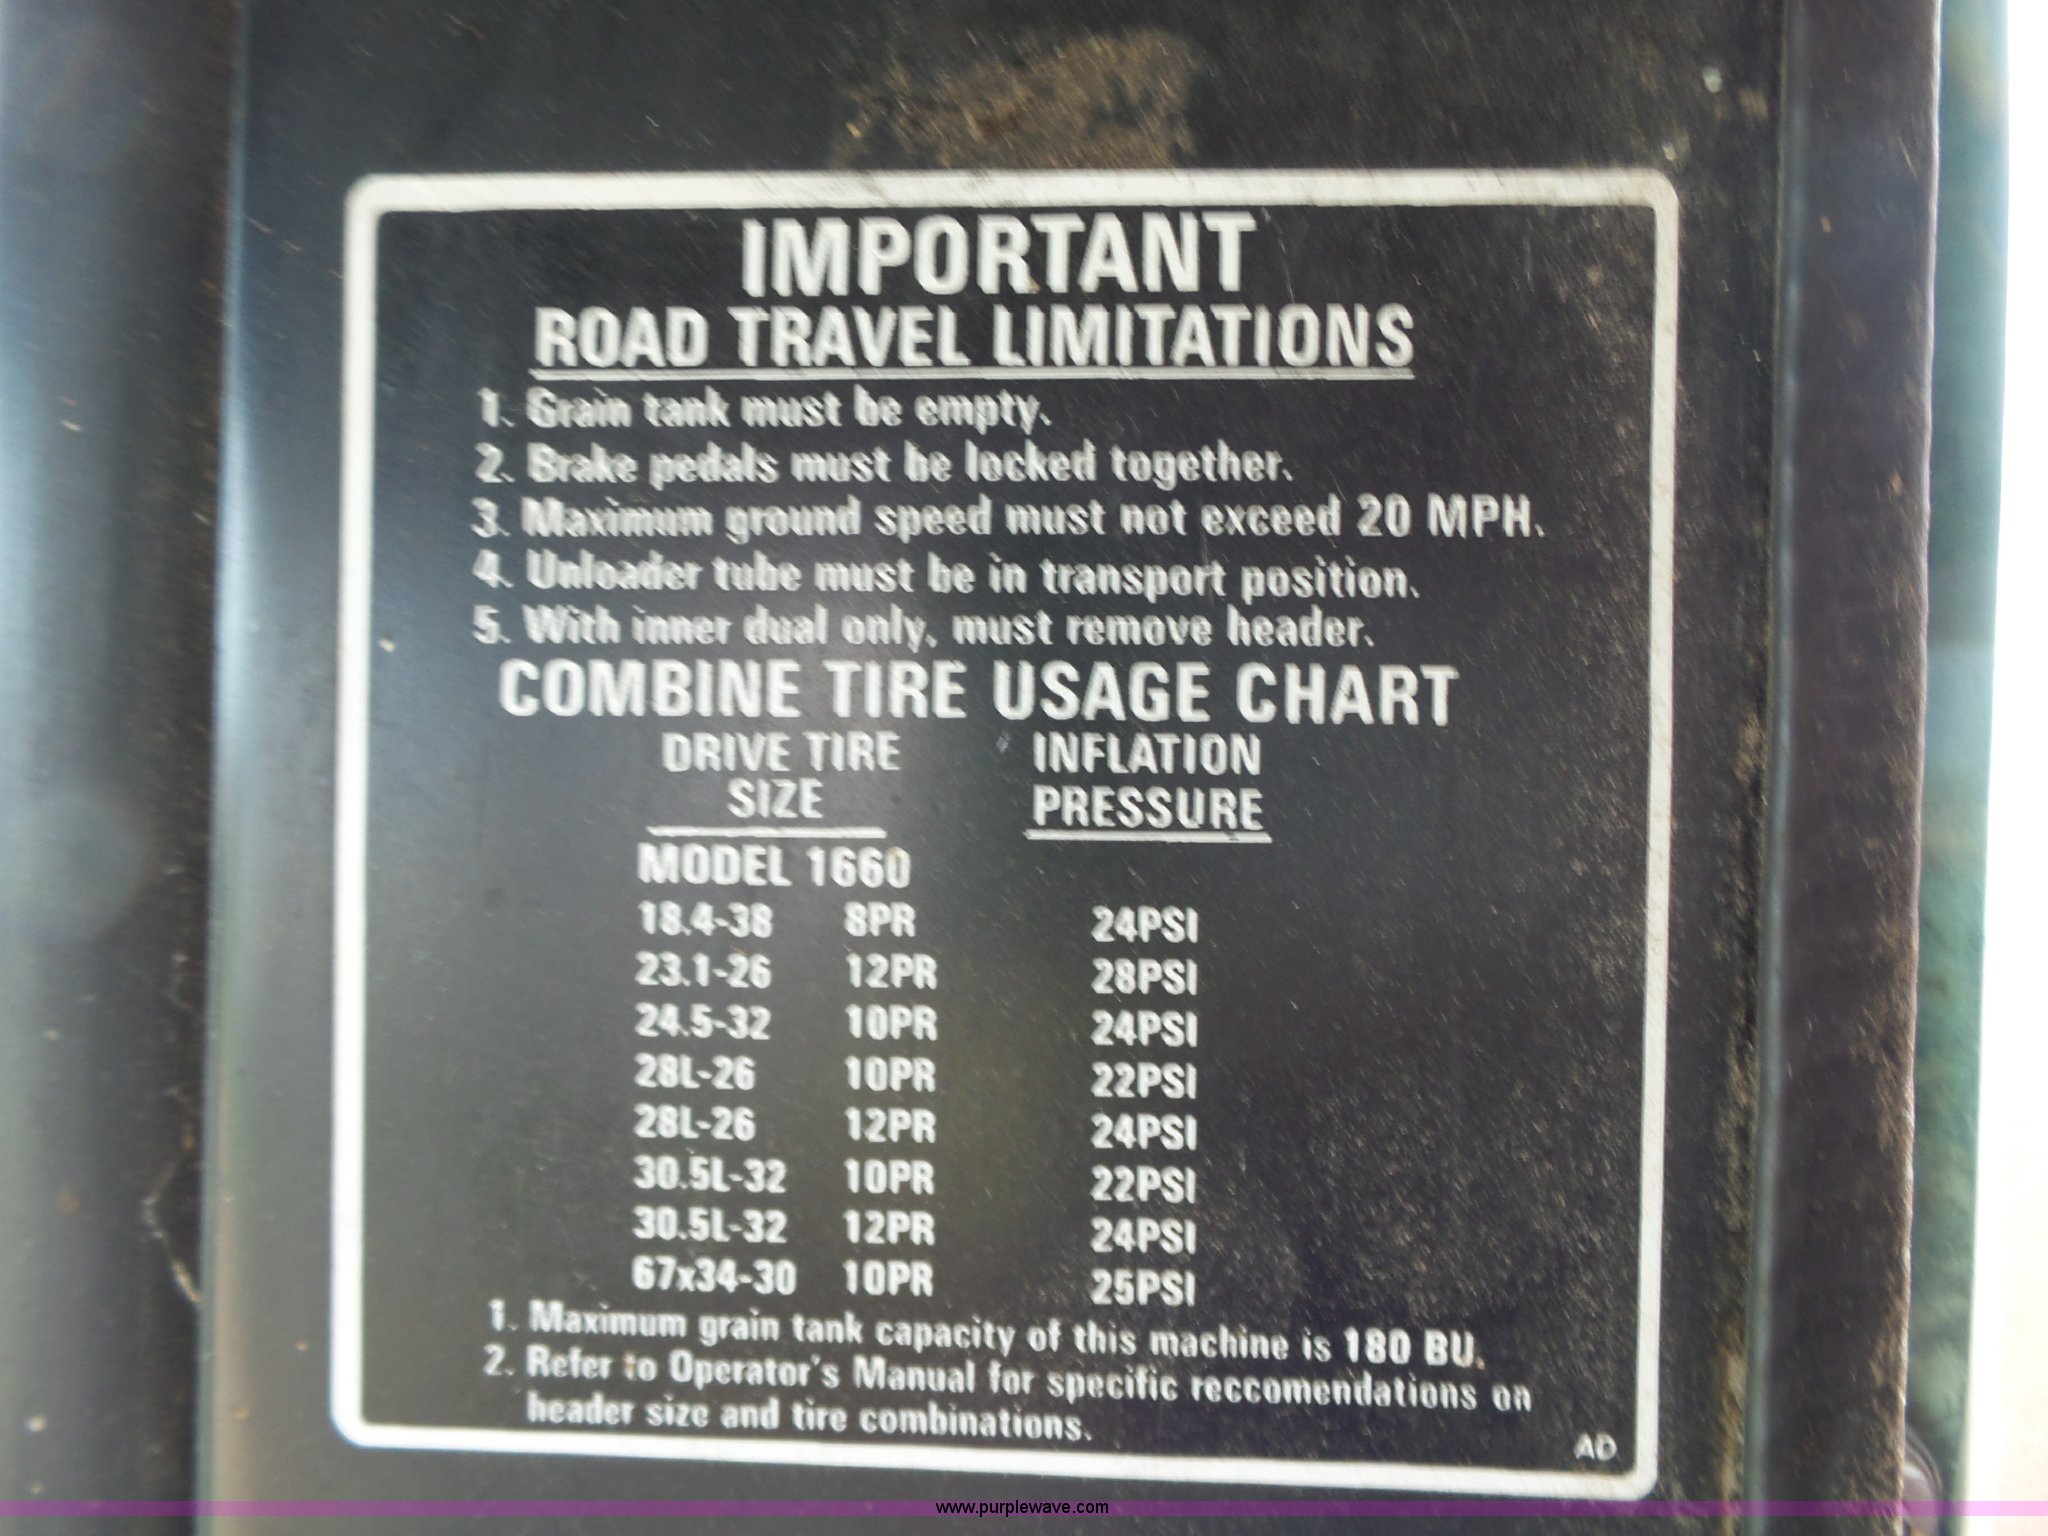 IMPORTANT
ROAD TRAVEL LIMITATIONS
1. Grain tank must be empty.
2. Brake pedals must be locked together.
3. Maximum ground speed must not exceed 20 MPH.
4. Unloader tube must be in transport position.
5. With inner dual only, must remove header.
COMBINE TIRE USAGE CHART
DRIVE TIRE INFLATION
SIZE PRESSURE
MODEL 1660
18.4-38 8PR 24PSI
23.1-26 12PR 28PSI
24.5-32 10PR 24PSI
28L-26 10PR 22PSI
28L-26 12PR 24PSI
30.5L-32 10PR 22PSI
30.5L-32 12PR 24PSI
67x34-30 10PR 25PSI
1. Maximum grain tank capacity of this machine is 180 BU.
2. Refer to Operator's Manual for specific reccomendations on
header size and tire combinations.
AD
www.purplewave.com